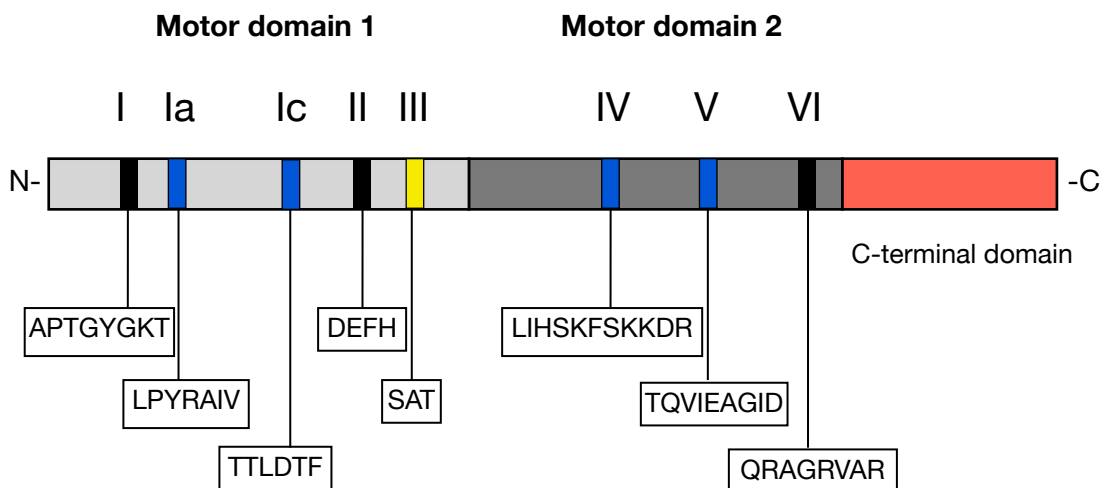 Motor domain 1
Motor domain 2
I
Ia
Ic
II
III
IV
V
VI
N-
-C
C-terminal domain
APTGYGKT
DEFH
LIHSKFSKKDR
LPYRAIV
SAT
TQVIEAGID
TTLDTF
QRAGRVAR